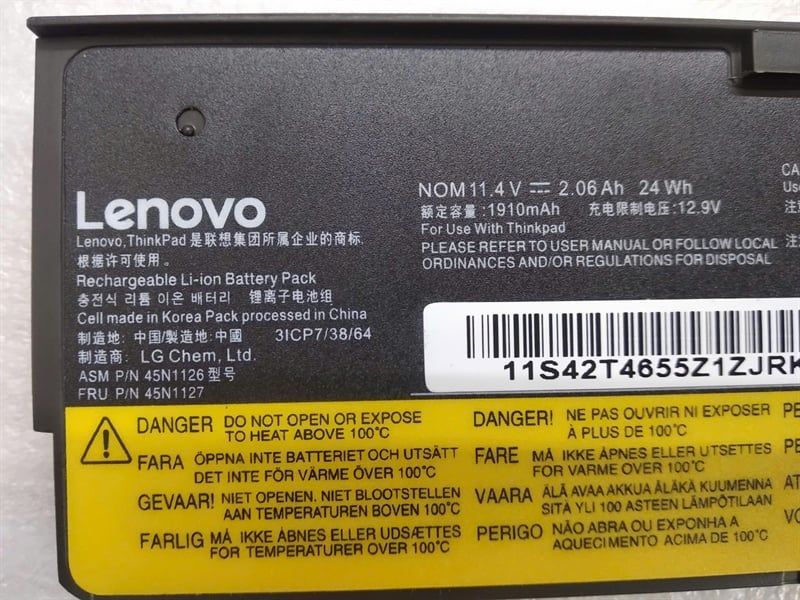 Lenovo
Lenovo,ThinkPad 是联想集团所属企业的商标,
根据许可使用。
Rechargeable Li-ion Battery Pack
충전식 리튬 이온 배터리 锂离子电池组
Cell made in Korea Pack processed in China
制造地: 中国/製造地: 中國 3ICP7/38/64
制造商: LG Chem, Ltd.
ASM P/N 45N1126 型号
FRU P/N 45N1127
NOM 11.4 V 2.06 Ah 24 Wh
额定容量:1910mAh 充电限制电压:12.9V
For Use With Thinkpad
PLEASE REFER TO USER MANUAL OR FOLLOW LOCAL
ORDINANCES AND/OR REGULATIONS FOR DISPOSAL
CA
Use
注
注
11S42T4655Z1ZJRK
DANGER DO NOT OPEN OR EXPOSE
TO HEAT ABOVE 100°C
FARA ÖPPNA INTE BATTERIET OCH UTSÄTT
DET INTE FÖR VÄRME ÖVER 100°C
GEVAAR! NIET OPENEN. NIET BLOOTSTELLEN
AAN TEMPERATUREN BOVEN 100°C
FARLIG MÅ IKKE ÅBNES ELLER UDSÆTTES
FOR TEMPERATURER OVER 100°C
DANGER! NE PAS OUVRIR NI EXPOSER
À PLUS DE 100°C
FARE MÅ IKKE ÅPNES ELLER UTSETTES
FOR VARME OVER 100°C
VAARA ÄLÄ AVAA AKKUA ÄLÄKÄ KUUMENNA
SITÄ YLI 100 ASTEEN LÄMPÖTILAAN
PERIGO NÃO ABRA OU EXPONHA A
AQUECIMENTO ACIMA DE 100°C
PE
PE
AT
VO